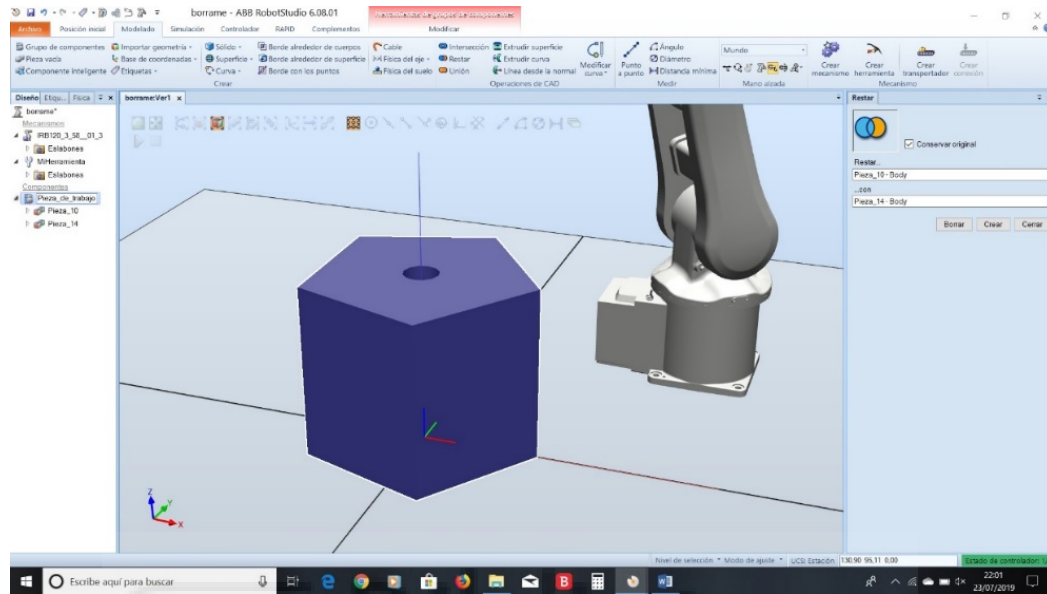 borrame - ABB RobotStudio 6.08.01
Herramientas de grupos de componentes
Archivo Posición inicial Modelado Simulación Controlador RAPID Complementos Modificar
Grupo de componentes Importar geometría Sólido Borde alrededor de cuerpos Cable Intersección Extrudir superficie Ángulo Mundo
Pieza vacía Base de coordenadas Superficie Borde alrededor de superficie Física del eje Restar Extrudir curva Modificar curva Punto a punto Diámetro Crear mecanismo Crear herramienta Crear transportador Crear conexión
Componente inteligente Etiquetas Curva Borde con los puntos Física del suelo Unión Línea desde la normal Distancia mínima
Crear Operaciones de CAD Medir Mano alzada Mecanismo
Diseño Etiqu... Física borrame:Ver1 Restar
borrame*
Mecanismos
IRB120_3_58__01_3
Eslabones
MiHerramienta
Eslabones
Componentes
Pieza_de_trabajo
Pieza_10
Pieza_14
Conservar original
Restar...
Pieza_10 - Body
...con
Pieza_14 - Body
Borrar Crear Cerrar
Z
Y
X
Nivel de selección Modo de ajuste UCS: Estación 130,90 95,11 0,00 Estado de controlador:
Escribe aquí para buscar
22:01
23/07/2019